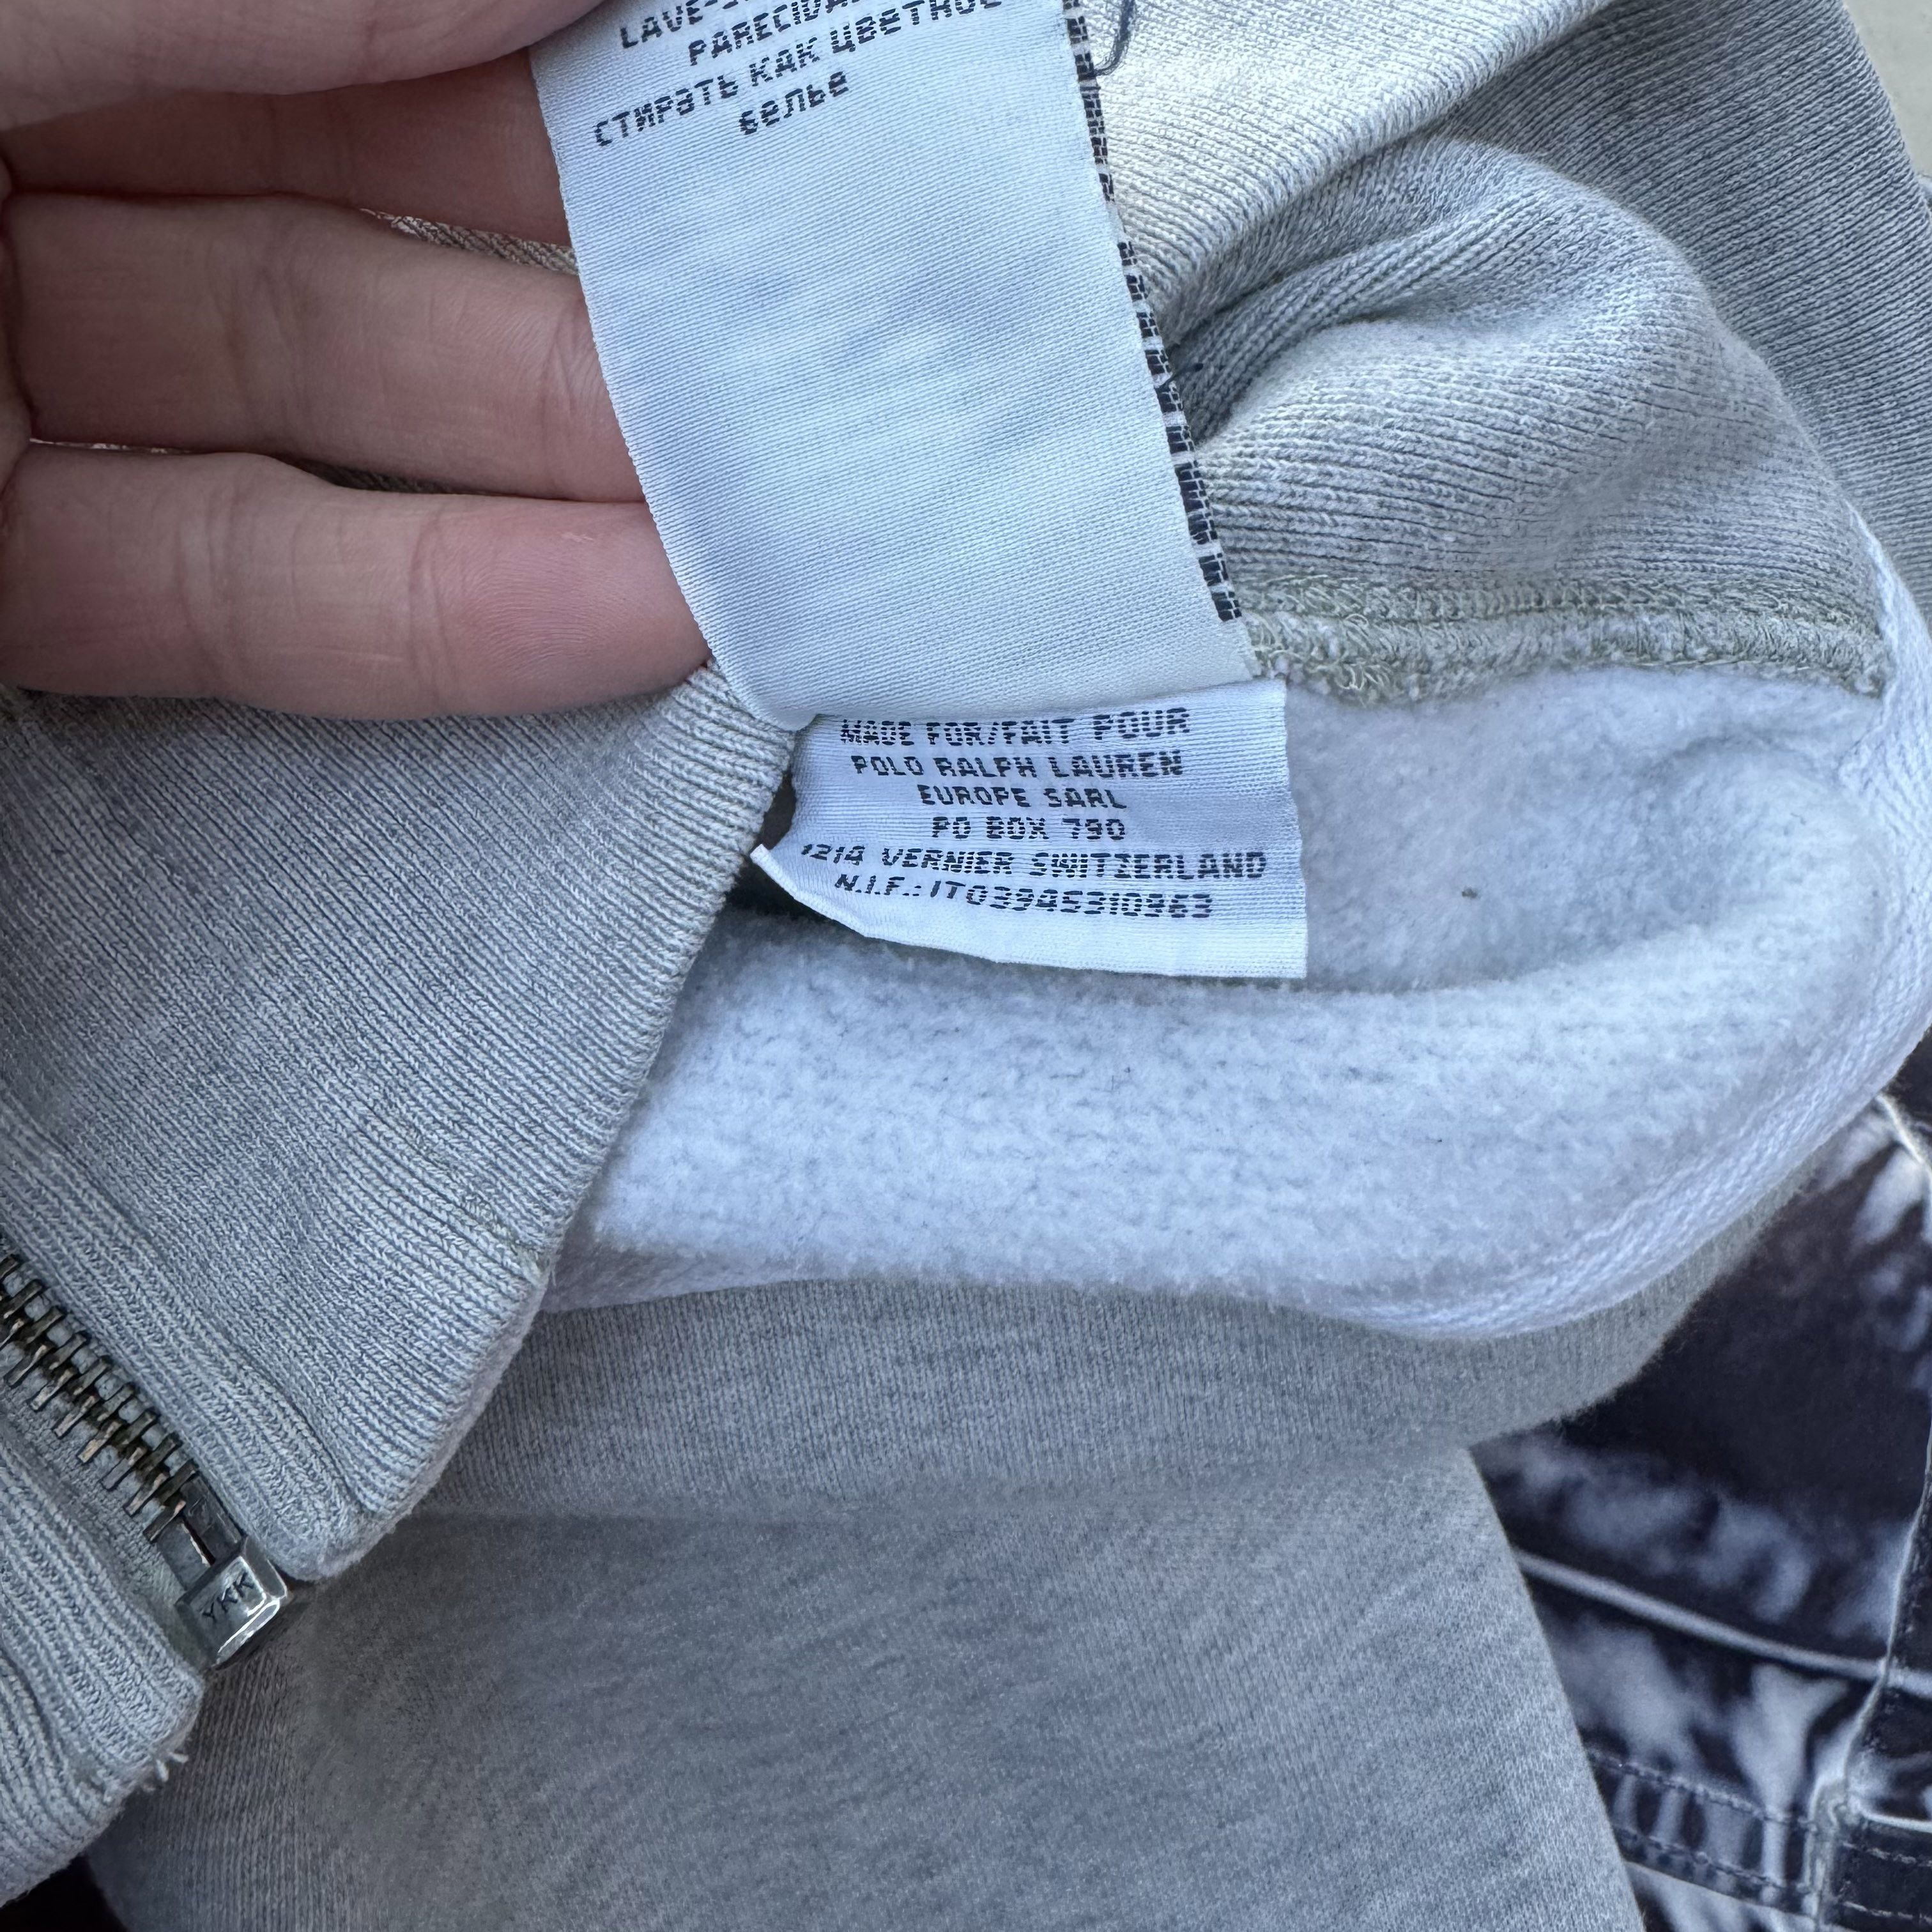 PARECIDA
СТИРАТЬ КАК ЦВЕТНОЕ
БЕЛЬЕ
MADE FOR/FAIT POUR
POLO RALPH LAUREN
EUROPE SARL
PO BOX 790
1214 VERNIER SWITZERLAND
N.I.F.: IT03945310963
YKK